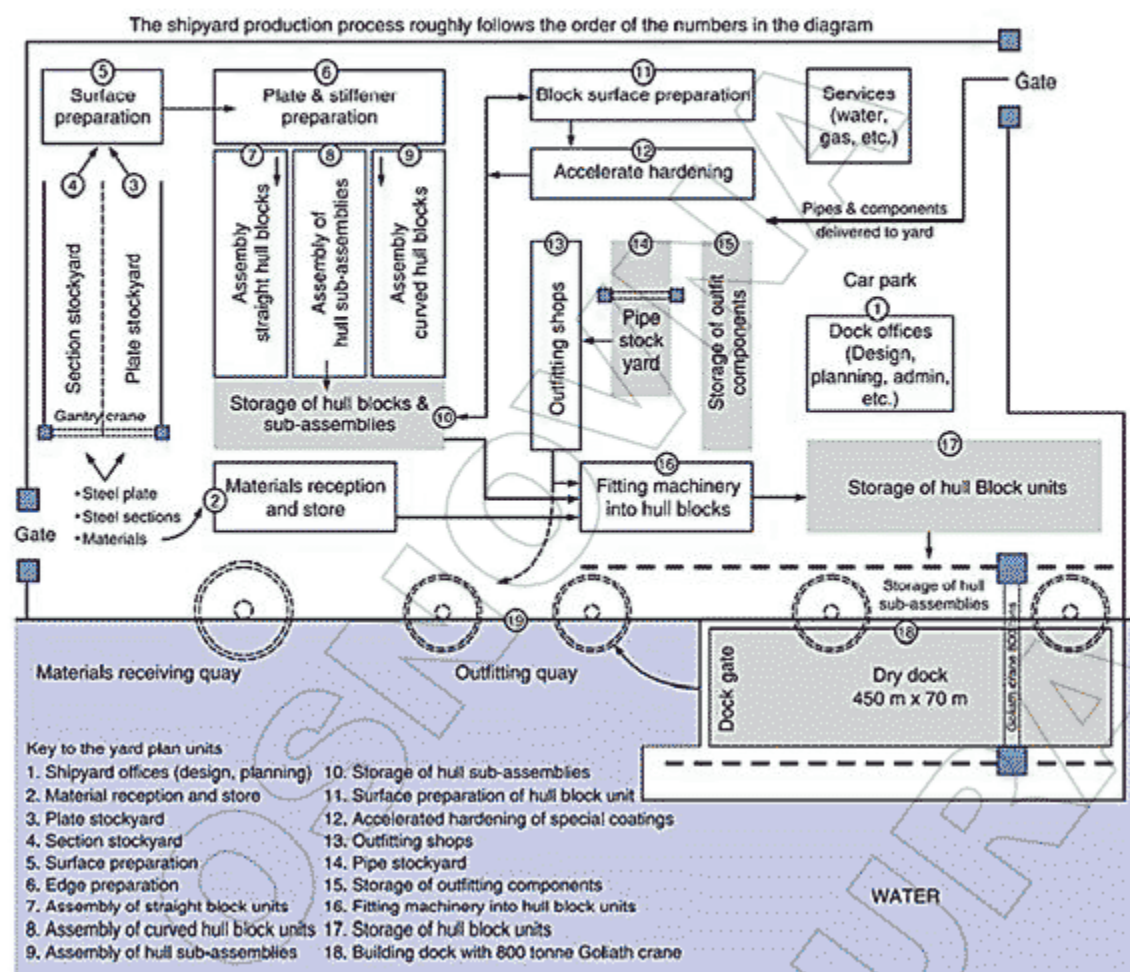 The shipyard production process roughly follows the order of the numbers in the diagram
5
Surface
preparation
6
Plate & stiffener
preparation
11
Block surface preparation
Services
(water,
gas, etc.)
Gate
4
3
7
8
9
12
Accelerate hardening
Section stockyard
Plate stockyard
Gantry crane
Assembly
straight hull blocks
Assembly of
hull sub-assemblies
Assembly
curved hull blocks
Pipes & components
delivered to yard
13
Outfitting shops
14
Pipe
stock
yard
15
Storage of outfit
components
Car park
1
Dock offices
(Design,
planning, admin,
etc.)
Storage of hull blocks &
sub-assemblies
10
• Steel plate
• Steel sections
• Materials
Gate
2
Materials reception
and store
16
Fitting machinery
into hull blocks
17
Storage of hull Block units
Storage of hull
sub-assemblies
19
18
Materials receiving quay
Outfitting quay
Dock gate
Dry dock
450 m x 70 m
Goliath crane 800 tons
Key to the yard plan units
1. Shipyard offices (design, planning)
2. Material reception and store
3. Plate stockyard
4. Section stockyard
5. Surface preparation
6. Edge preparation
7. Assembly of straight block units
8. Assembly of curved hull block units
9. Assembly of hull sub-assemblies
10. Storage of hull sub-assemblies
11. Surface preparation of hull block unit
12. Accelerated hardening of special coatings
13. Outfitting shops
14. Pipe stockyard
15. Storage of outfitting components
16. Fitting machinery into hull block units
17. Storage of hull block units
18. Building dock with 800 tonne Goliath crane
WATER